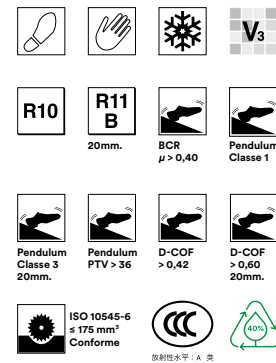 V3
R10
R11
B
20mm.
BCR
μ > 0,40
Pendulum
Classe 1
Pendulum
Classe 3
20mm.
Pendulum
PTV > 36
D-COF
> 0,42
D-COF
> 0,60
20mm.
ISO 10545-6
≤ 175 mm³
Conforme
CCC
放射性水平：A 类
40%